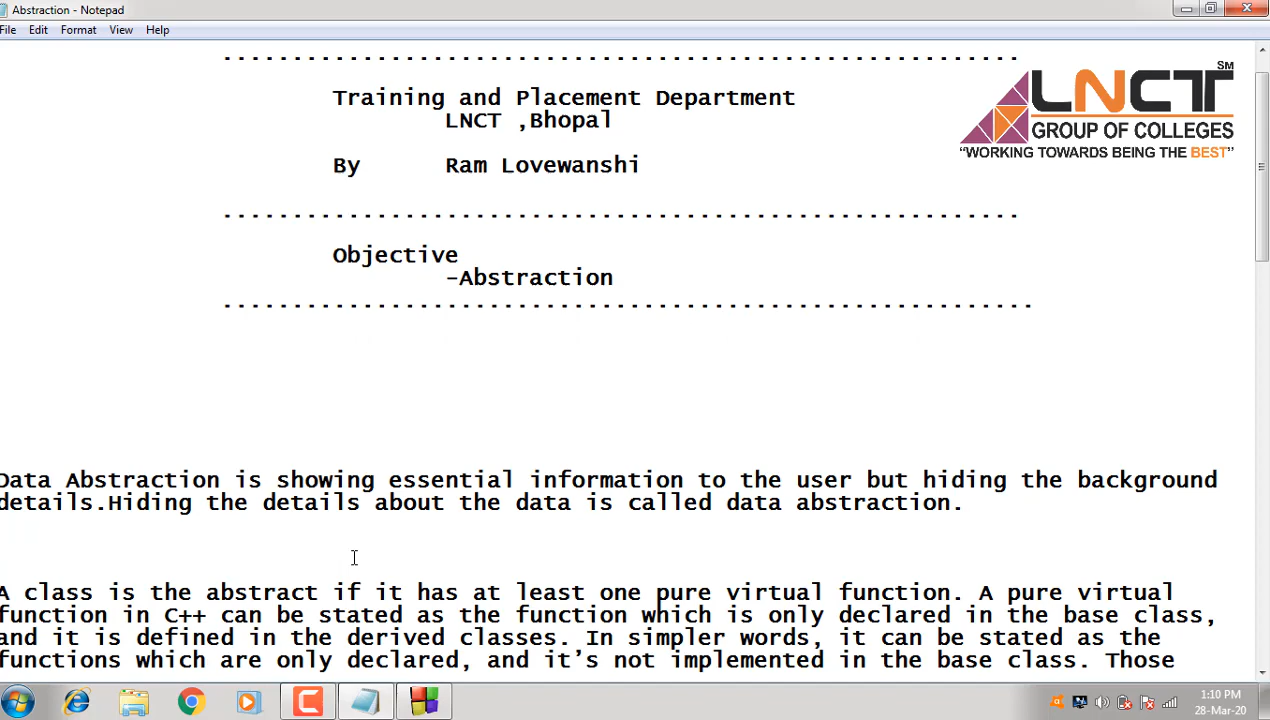 Abstraction - Notepad
File Edit Format View Help
SM
LNCT
GROUP OF COLLEGES
“WORKING TOWARDS BEING THE BEST”
Training and Placement Department
LNCT ,Bhopal
By Ram Lovewanshi
Objective
-Abstraction
Data Abstraction is showing essential information to the user but hiding the background
details.Hiding the details about the data is called data abstraction.
A class is the abstract if it has at least one pure virtual function. A pure virtual
function in C++ can be stated as the function which is only declared in the base class,
and it is defined in the derived classes. In simpler words, it can be stated as the
functions which are only declared, and it’s not implemented in the base class. Those
1:10 PM
28-Mar-20